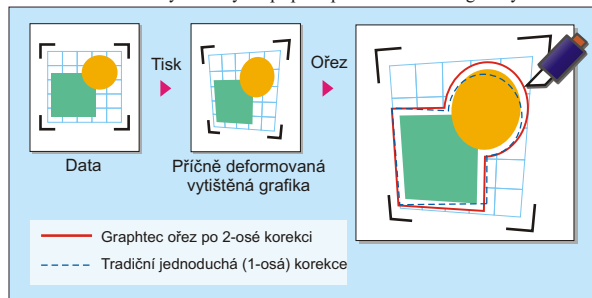 Tisk
Ořez
Data
Příčně deformovaná
vytištěná grafika
Graphtec ořez po 2-osé korekci
Tradiční jednoduchá (1-osá) korekce